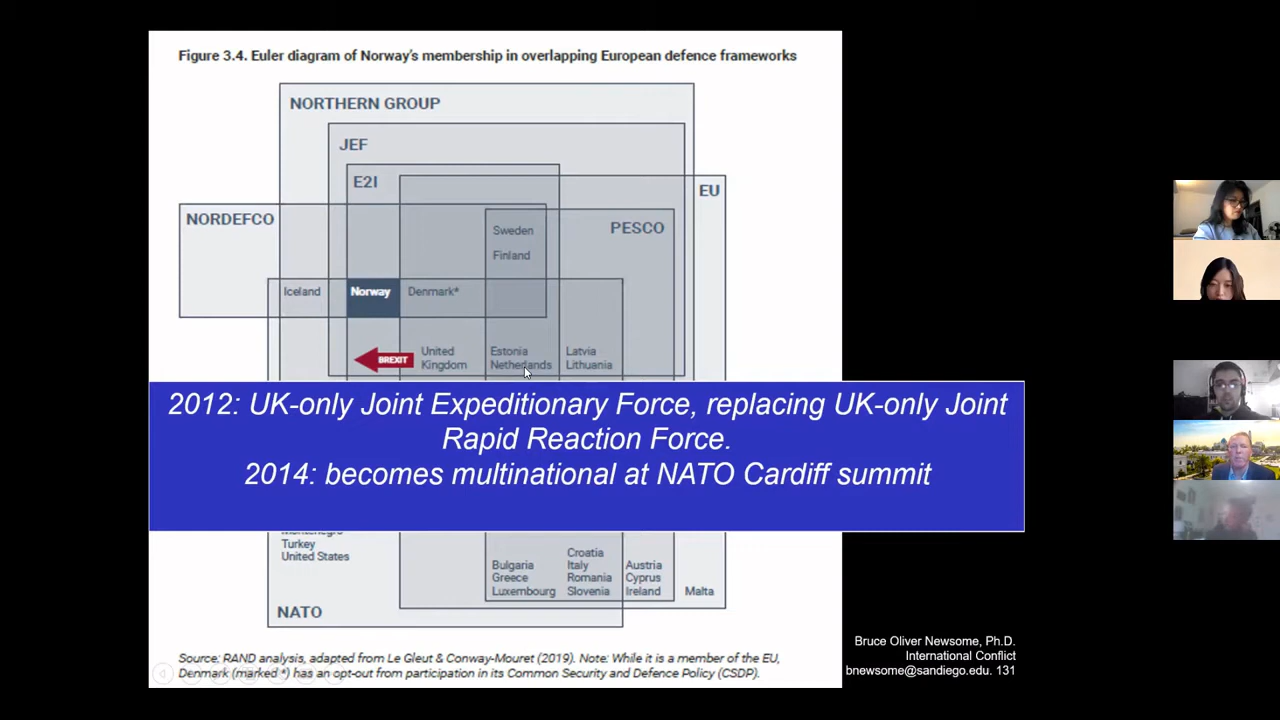 Figure 3.4. Euler diagram of Norway's membership in overlapping European defence frameworks
NORTHERN GROUP
JEF
E2I
EU
NORDEFCO
PESCO
Sweden
Finland
Iceland
Norway
Denmark*
BREXIT
United
Kingdom
Estonia
Netherlands
Latvia
Lithuania
2012: UK-only Joint Expeditionary Force, replacing UK-only Joint
Rapid Reaction Force.
2014: becomes multinational at NATO Cardiff summit
Montenegro
Turkey
United States
Bulgaria
Greece
Luxembourg
Croatia
Italy
Romania
Slovenia
Austria
Cyprus
Ireland
Malta
NATO
Source: RAND analysis, adapted from Le Gleut & Conway-Mouret (2019). Note: While it is a member of the EU,
Denmark (marked *) has an opt-out from participation in its Common Security and Defence Policy (CSDP).
Bruce Oliver Newsome, Ph.D.
International Conflict
bnewsome@sandiego.edu. 131